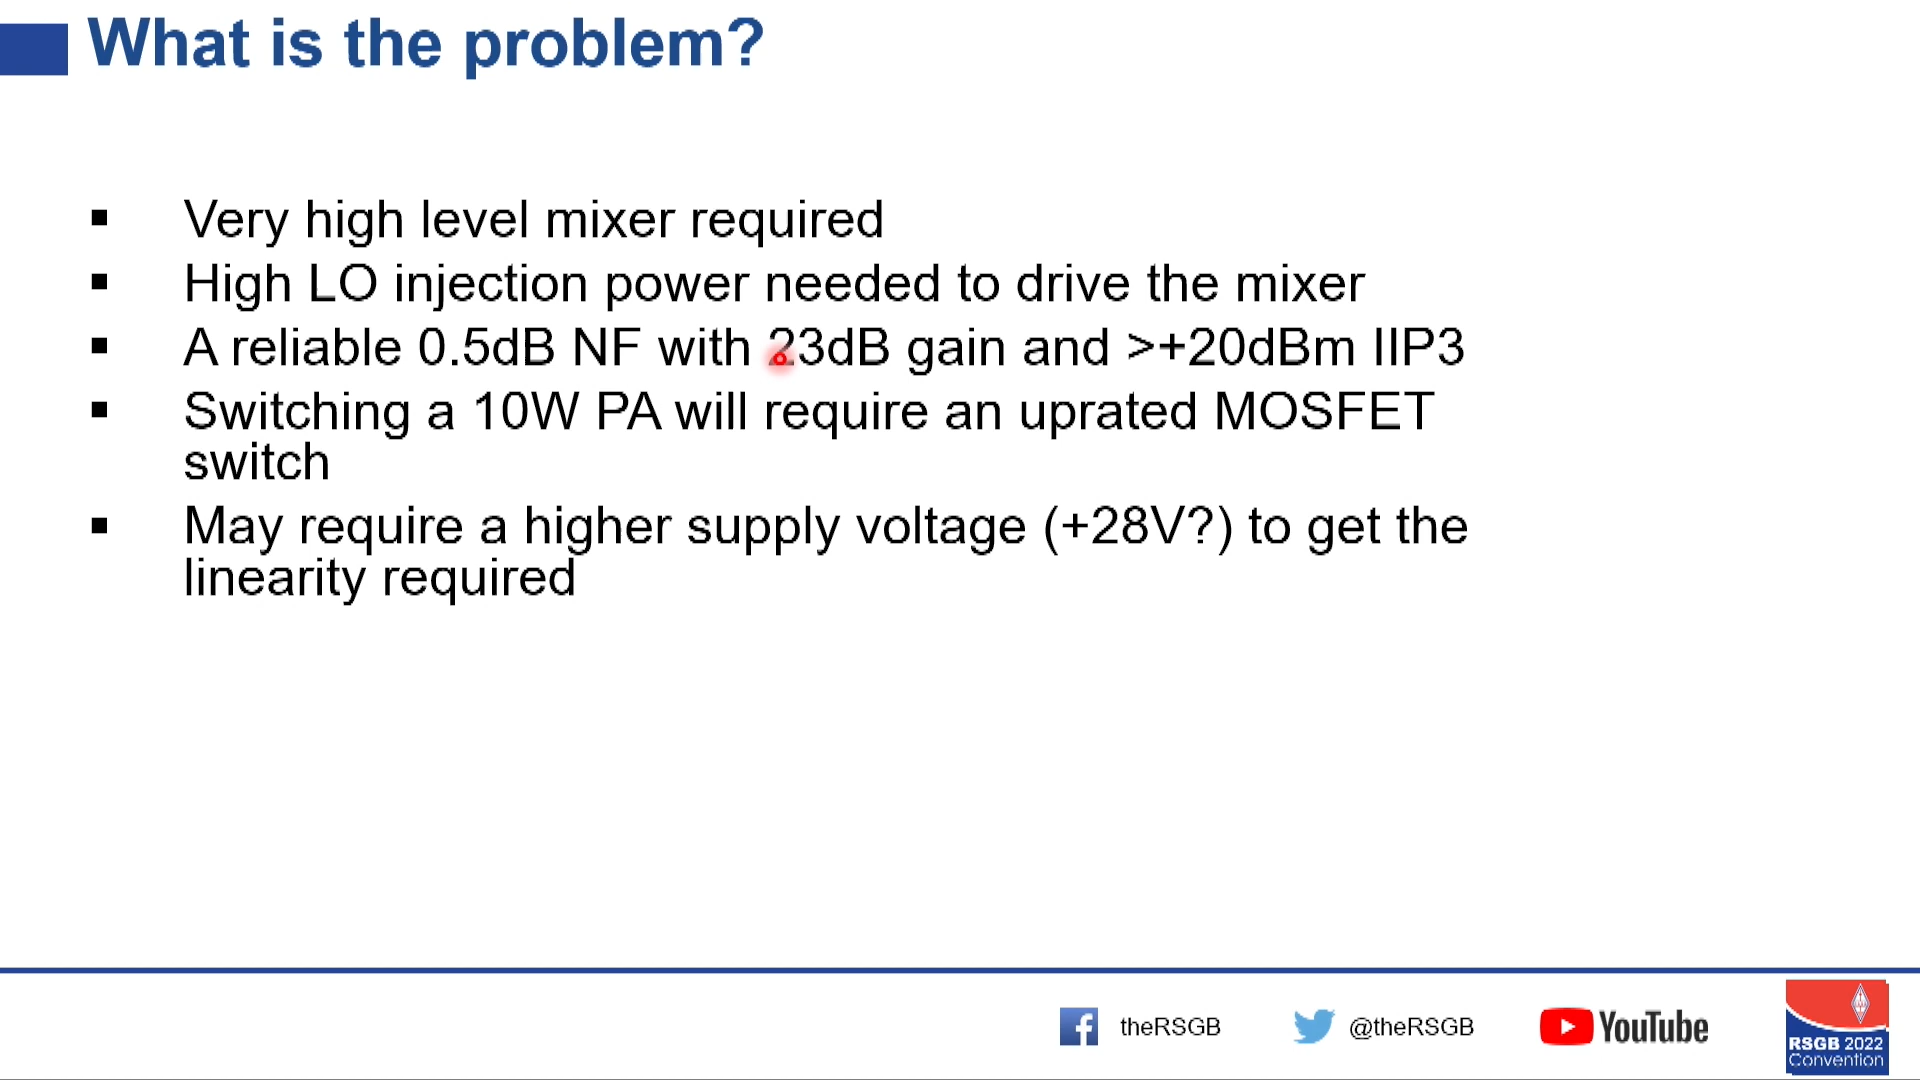 What is the problem?
▪ Very high level mixer required
▪ High LO injection power needed to drive the mixer
▪ A reliable 0.5dB NF with 23dB gain and >+20dBm IIP3
▪ Switching a 10W PA will require an uprated MOSFET
switch
▪ May require a higher supply voltage (+28V?) to get the
linearity required
theRSGB
@theRSGB
YouTube
RSGB 2022
Convention